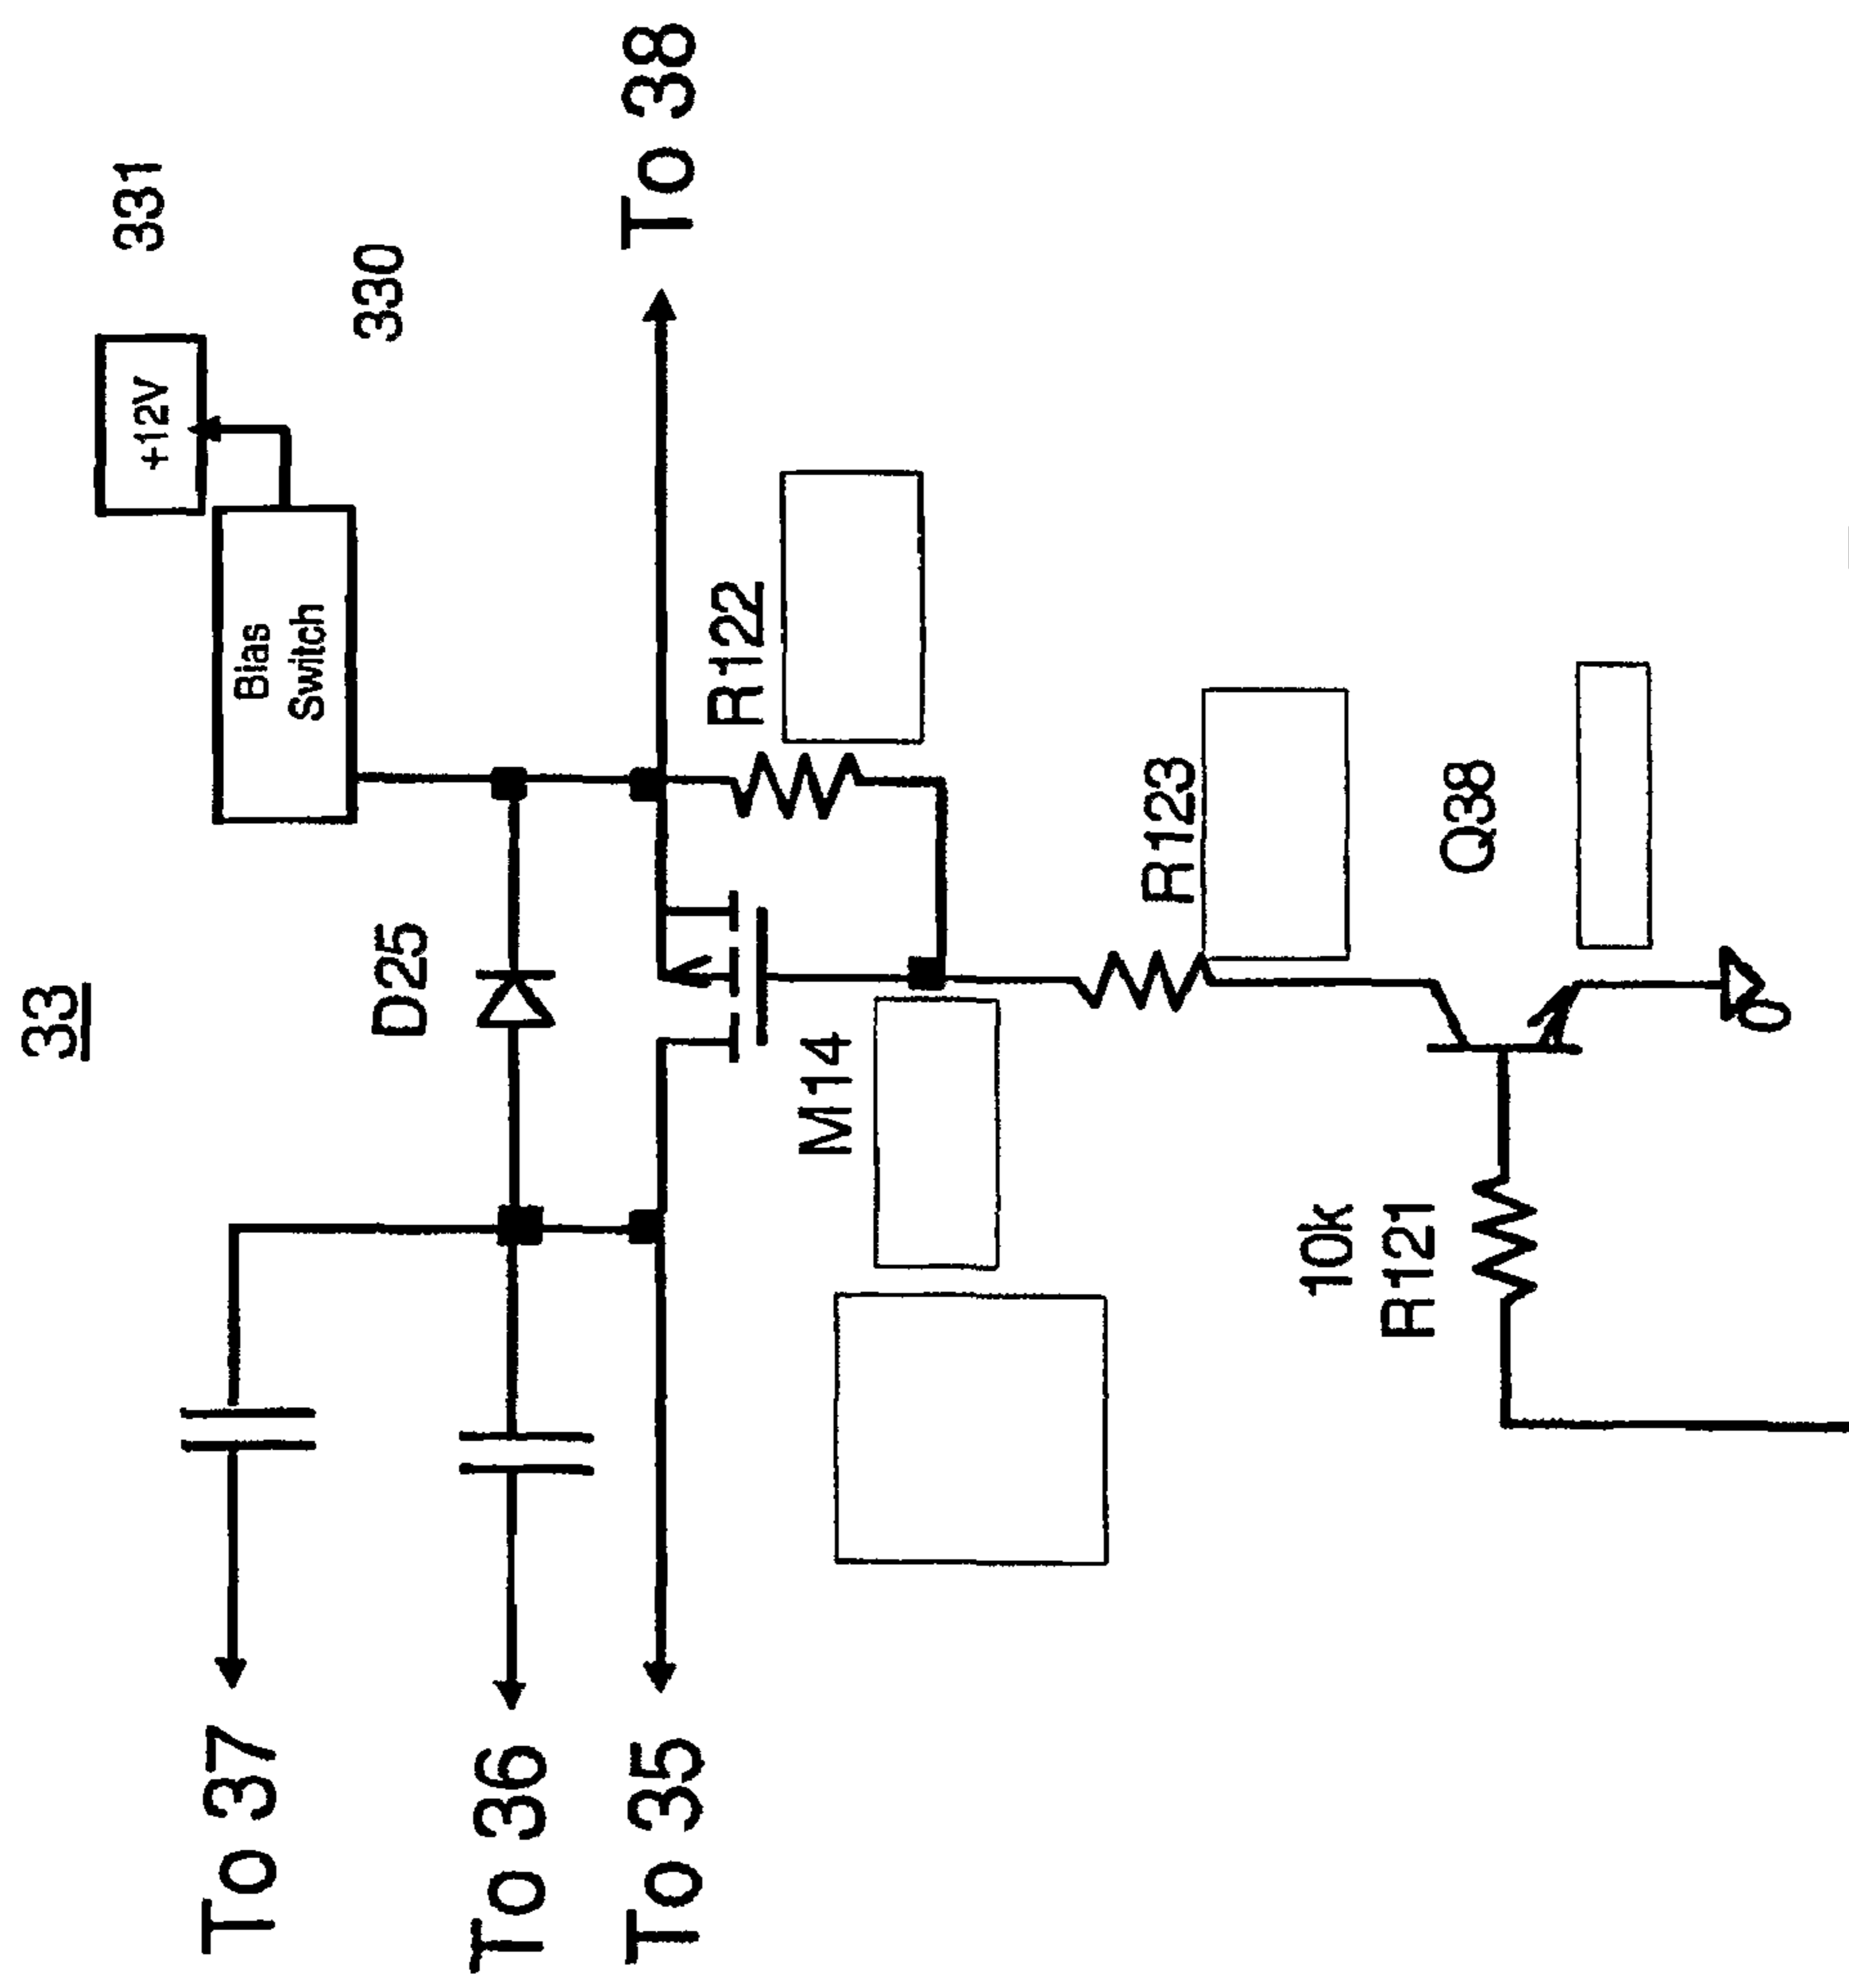 33
331
+12V
330
Bias
Switch
To 37
To 36
To 35
To 38
D25
R122
M14
R123
10k
R121
Q38
0